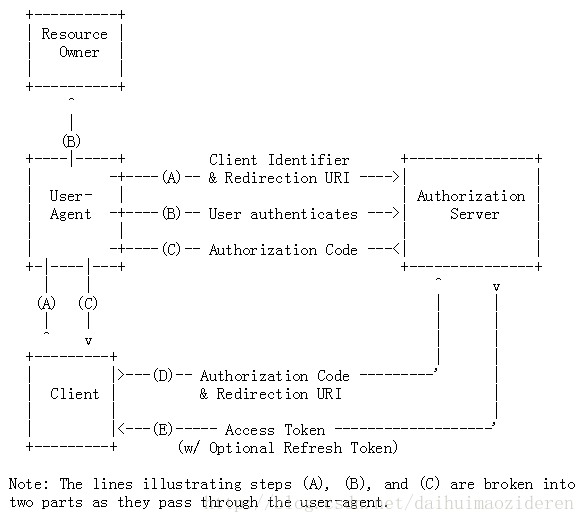 Resource
Owner
(B)
Client Identifier
(A) & Redirection URI
User-
Agent
(B) User authenticates
Authorization
Server
(C) Authorization Code
(A) (C)
Client
(D) Authorization Code
& Redirection URI
(E) Access Token
(w/ Optional Refresh Token)
Note: The lines illustrating steps (A), (B), and (C) are broken into
two parts as they pass through the user-agent.